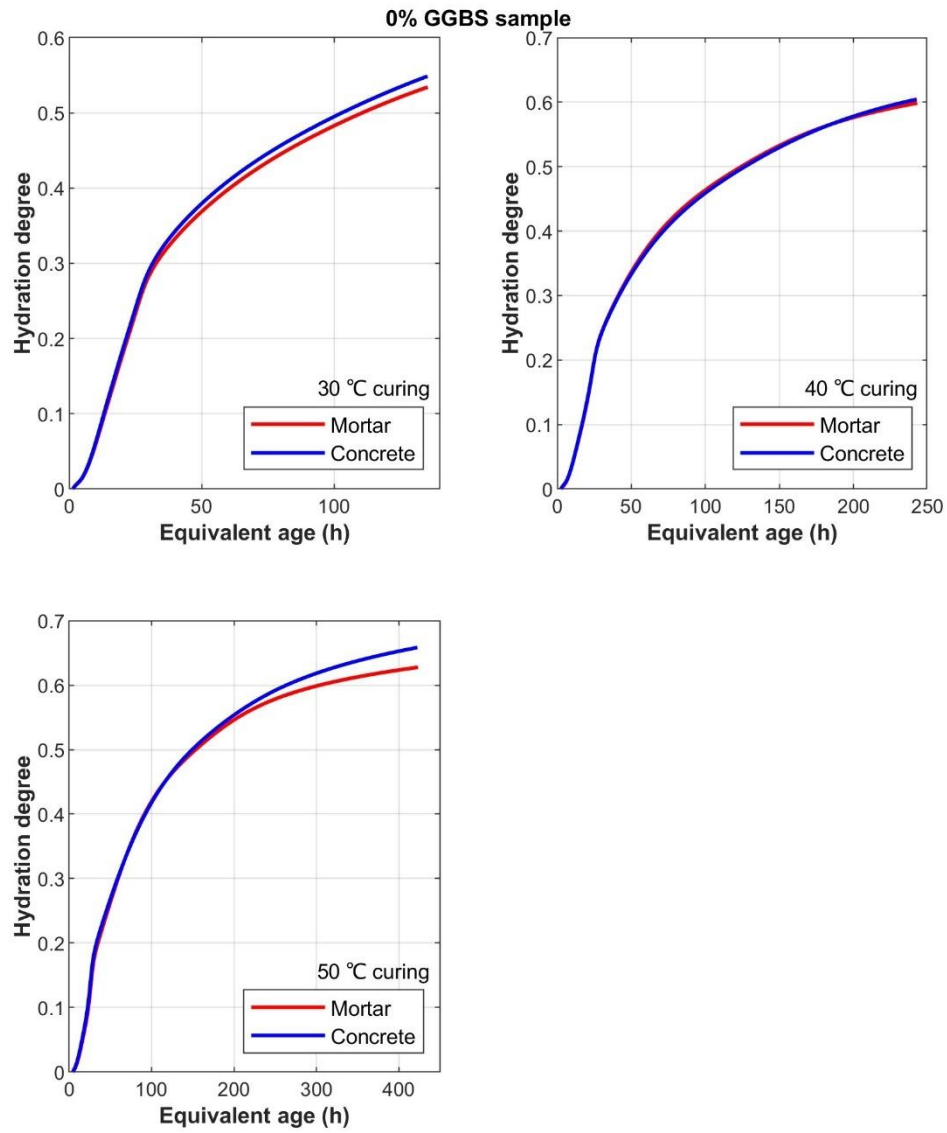 0% GGBS sample
0.6
0.5
0.4
0.3
0.2
0.1
0
Hydration degree
30 ℃ curing
Mortar
Concrete
0 50 100
Equivalent age (h)
0.7
0.6
0.5
0.4
0.3
0.2
0.1
0
Hydration degree
40 ℃ curing
Mortar
Concrete
0 50 100 150 200 250
Equivalent age (h)
0.7
0.6
0.5
0.4
0.3
0.2
0.1
0
Hydration degree
50 ℃ curing
Mortar
Concrete
0 100 200 300 400
Equivalent age (h)